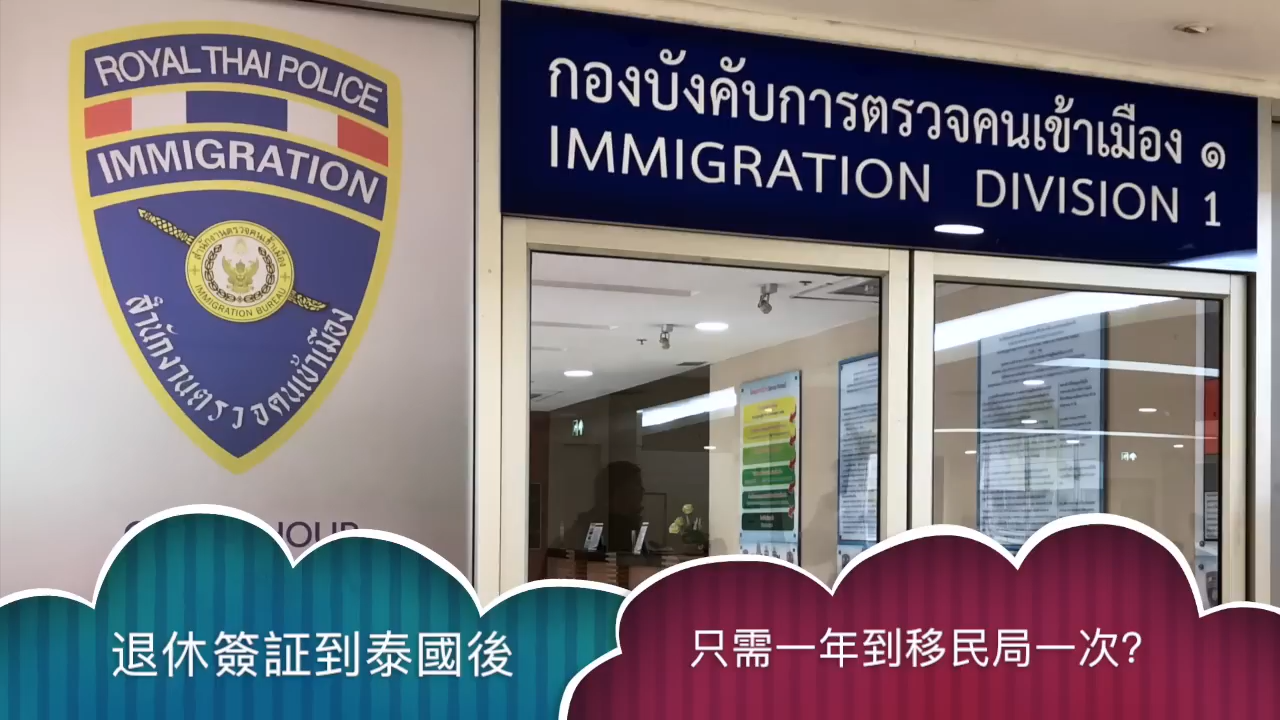 ROYAL THAI POLICE
IMMIGRATION
สำนักงานตรวจคนเข้าเมือง
IMMIGRATION BUREAU
สำนักงานตรวจคนเข้าเมือง
กองบังคับการตรวจคนเข้าเมือง ๑
IMMIGRATION DIVISION 1
退休簽証到泰國後
只需一年到移民局一次?